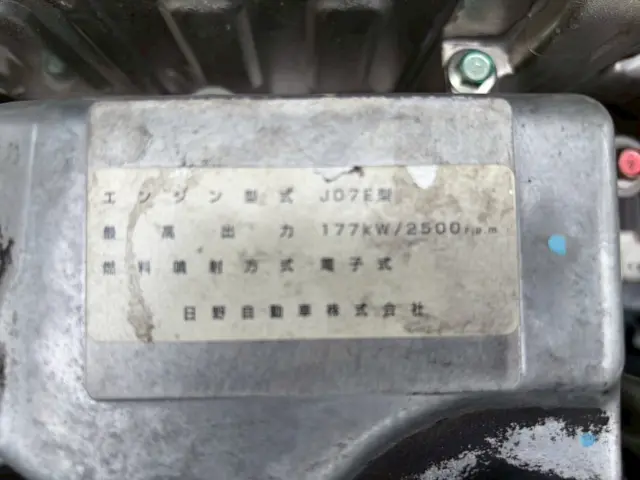 エンジン型式 J07E型
最高出力 177kW/2500r.p.m
燃料噴射方式 電子式
日野自動車株式会社